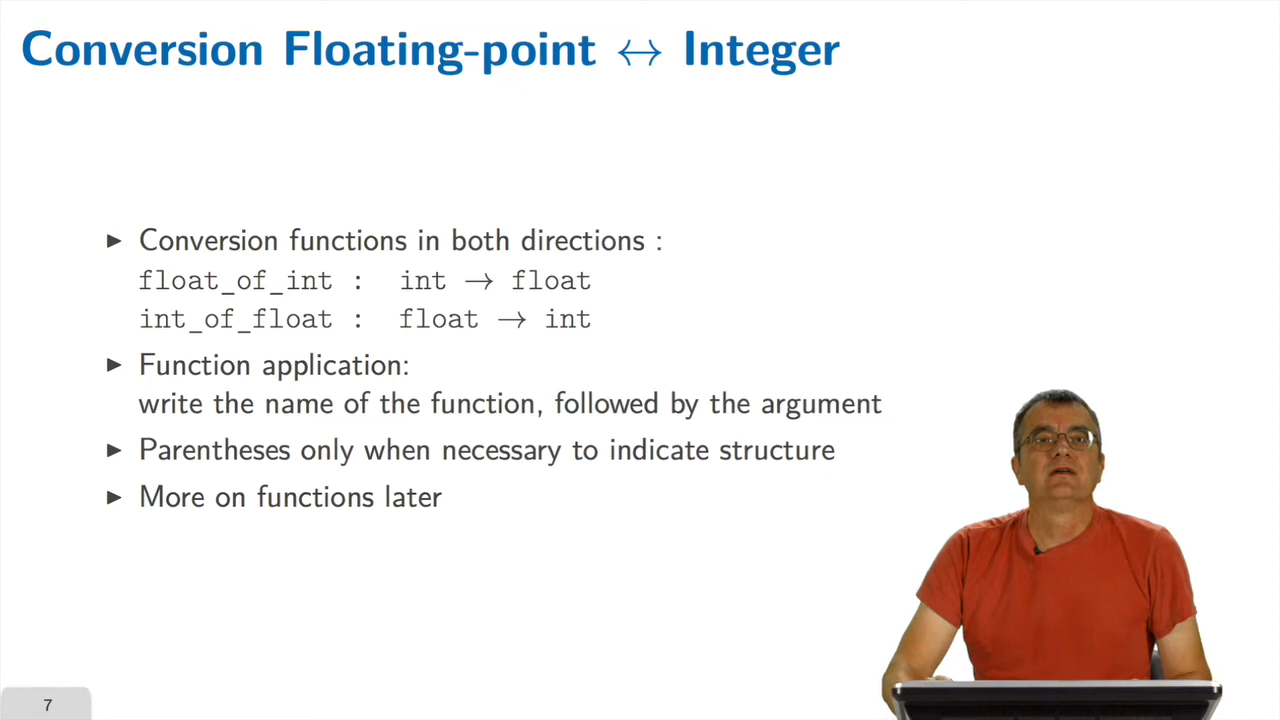 Conversion Floating-point ↔ Integer
▶ Conversion functions in both directions :
float_of_int : int → float
int_of_float : float → int
▶ Function application:
write the name of the function, followed by the argument
▶ Parentheses only when necessary to indicate structure
▶ More on functions later
7